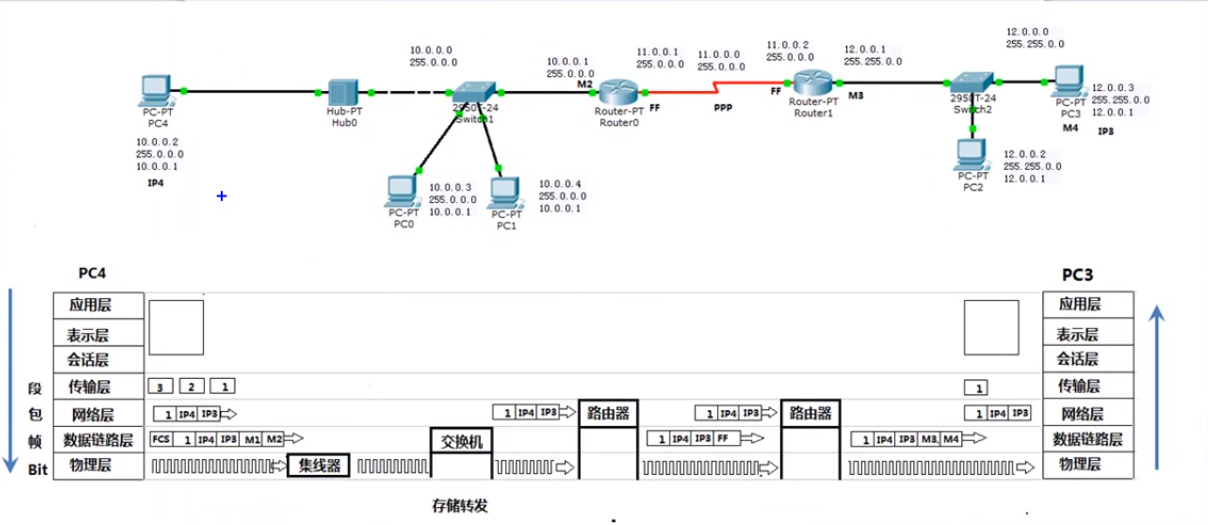 10.0.0.0
255.0.0.0
10.0.0.1
255.0.0.0
M2
11.0.0.1
255.0.0.0
11.0.0.0
255.0.0.0
11.0.0.2
255.0.0.0
12.0.0.1
255.255.0.0
12.0.0.0
255.255.0.0
PC-PT
PC4
Hub-PT
Hub0
2950T-24
Switch1
Router-PT
Router0
FF
PPP
FF
Router-PT
Router1
M3
2950T-24
Switch2
PC-PT
PC3
M4
12.0.0.3
255.255.0.0
12.0.0.1
IP3
10.0.0.2
255.0.0.0
10.0.0.1
IP4
PC-PT
PC0
10.0.0.3
255.0.0.0
10.0.0.1
PC-PT
PC1
10.0.0.4
255.0.0.0
10.0.0.1
PC-PT
PC2
12.0.0.2
255.255.0.0
12.0.0.1
PC4 PC3
应用层 应用层
表示层 表示层
会话层 会话层
段 传输层 3 2 1 1 传输层
包 网络层 1 IP4 IP3 1 IP4 IP3 路由器 1 IP4 IP3 路由器 1 IP4 IP3 网络层
帧 数据链路层 FCS 1 IP4 IP3 M1 M2 交换机 1 IP4 IP3 FF 1 IP4 IP3 M3 M4 数据链路层
Bit 物理层 集线器 物理层
存储转发